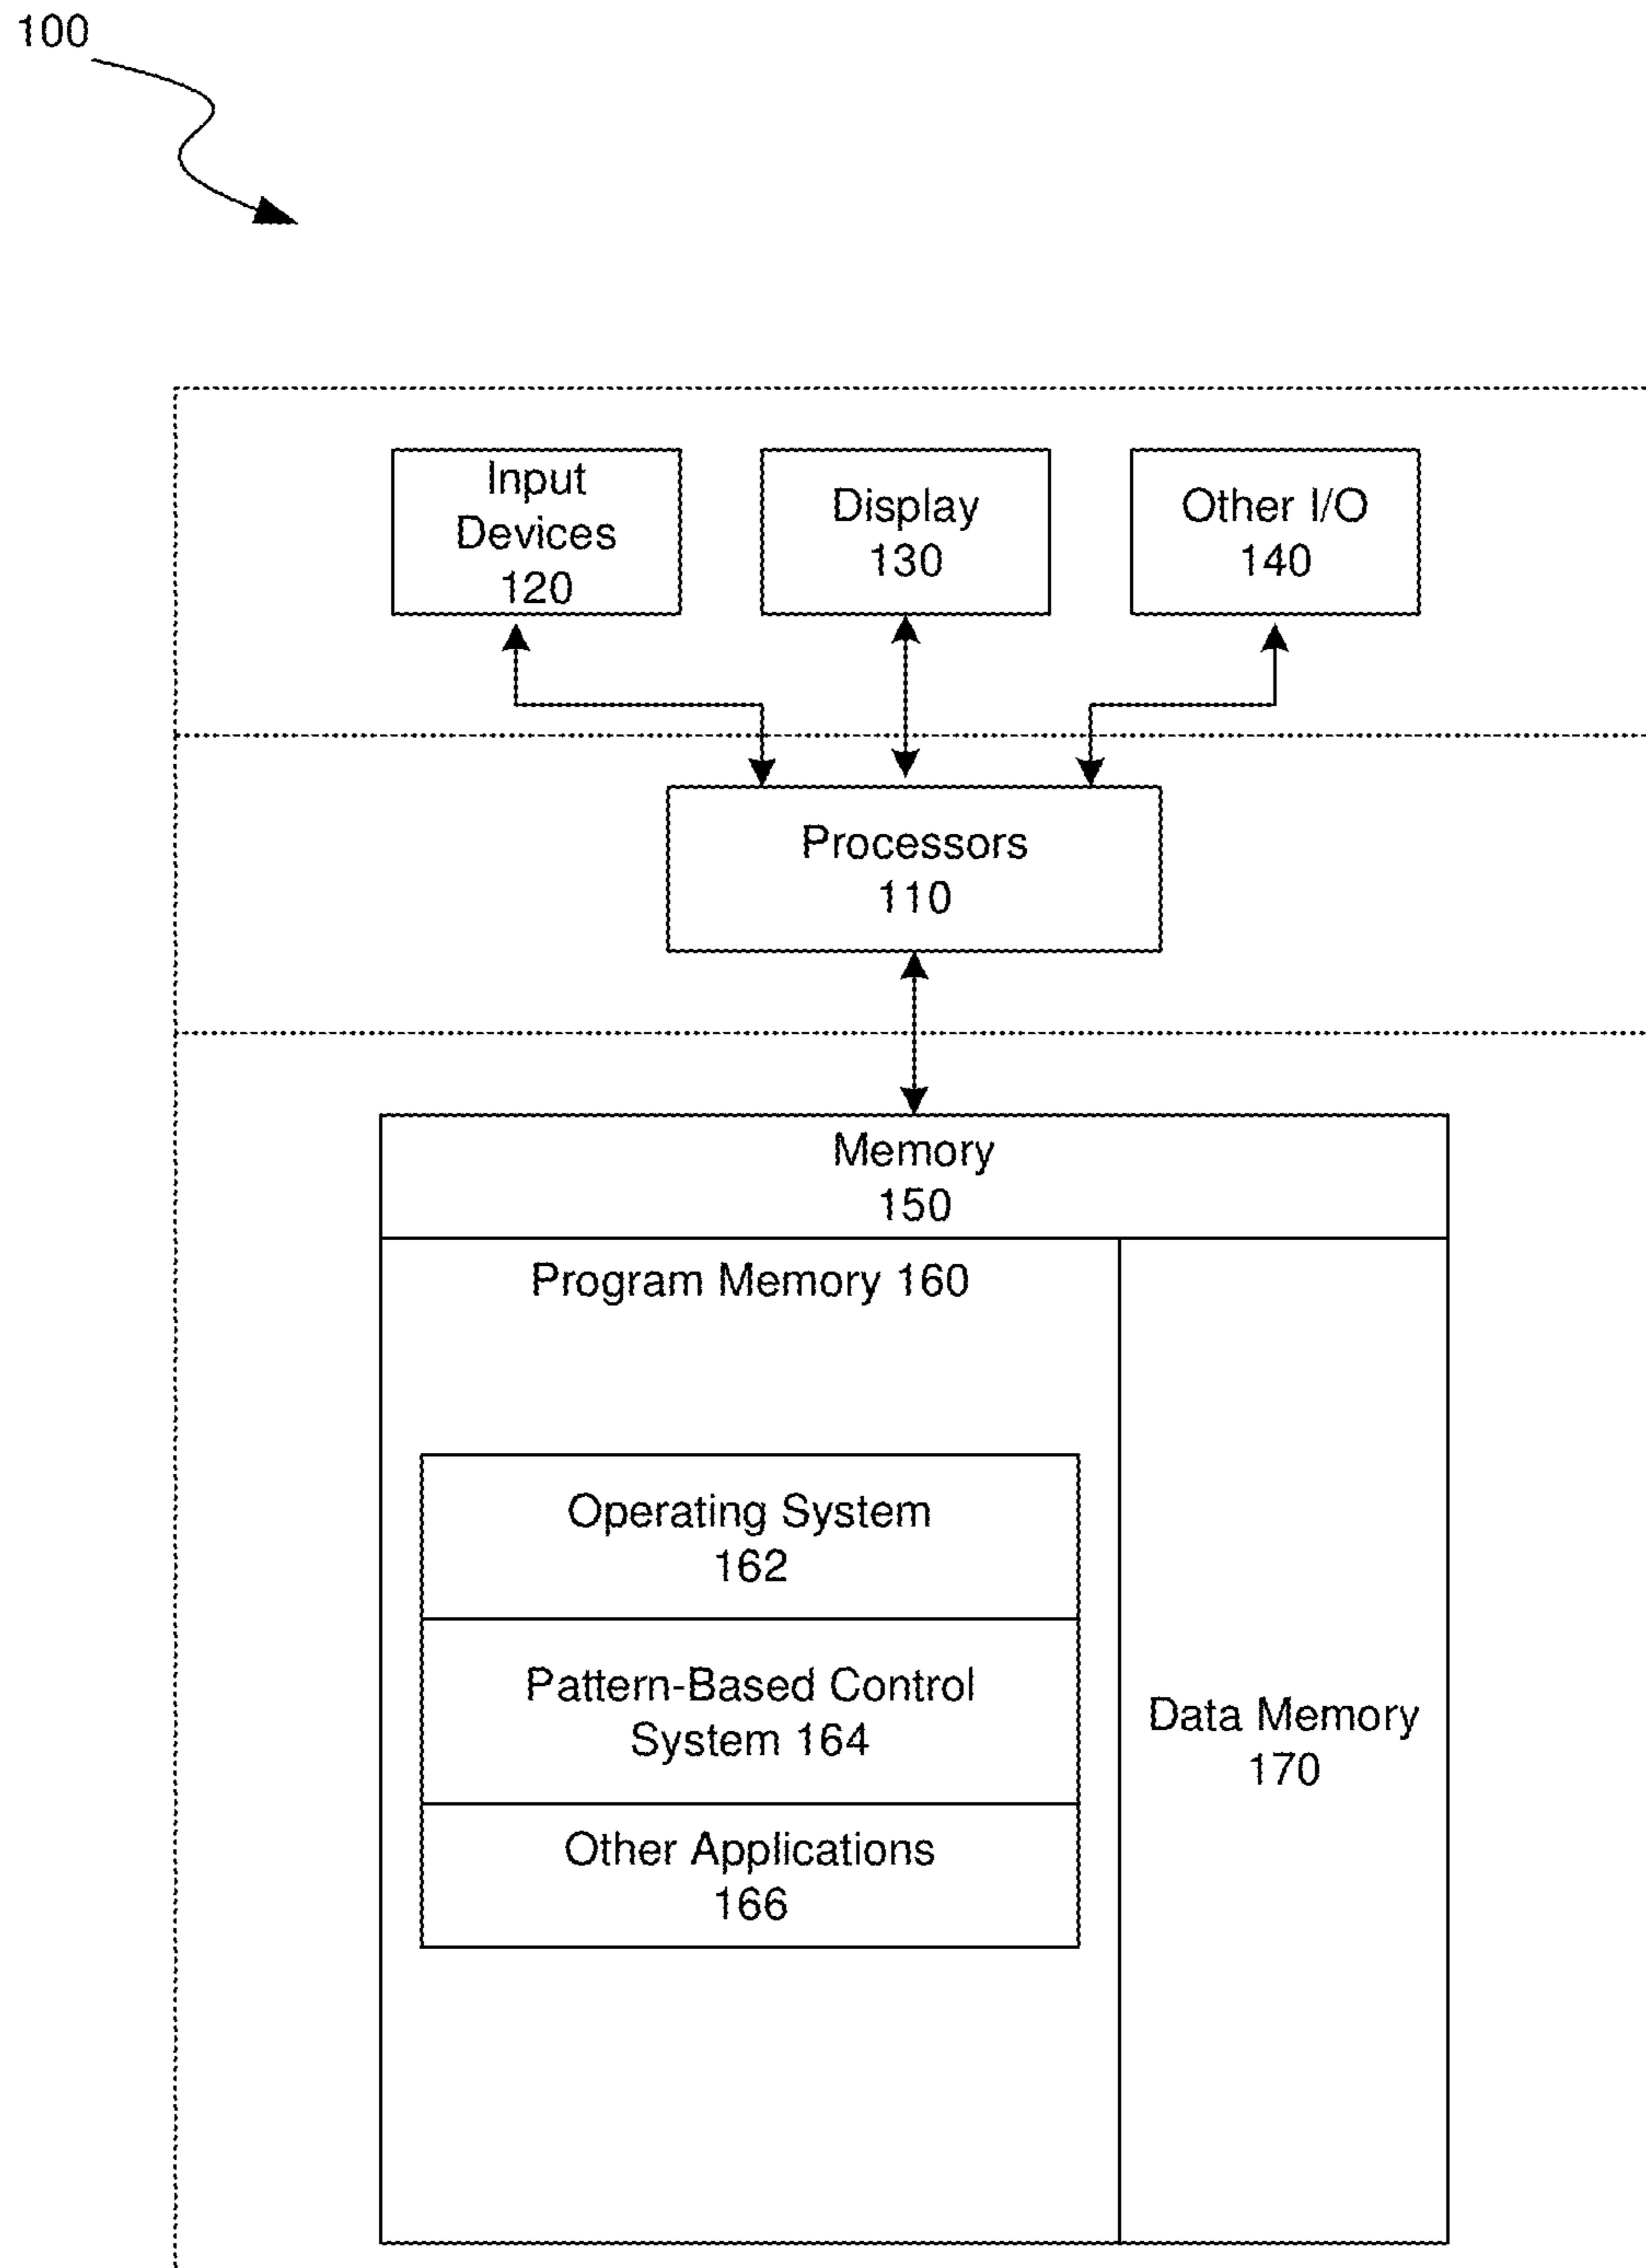 100
Input
Devices
120
Display
130
Other I/O
140
Processors
110
Memory
150
Program Memory 160
Operating System
162
Pattern-Based Control
System 164
Other Applications
166
Data Memory
170